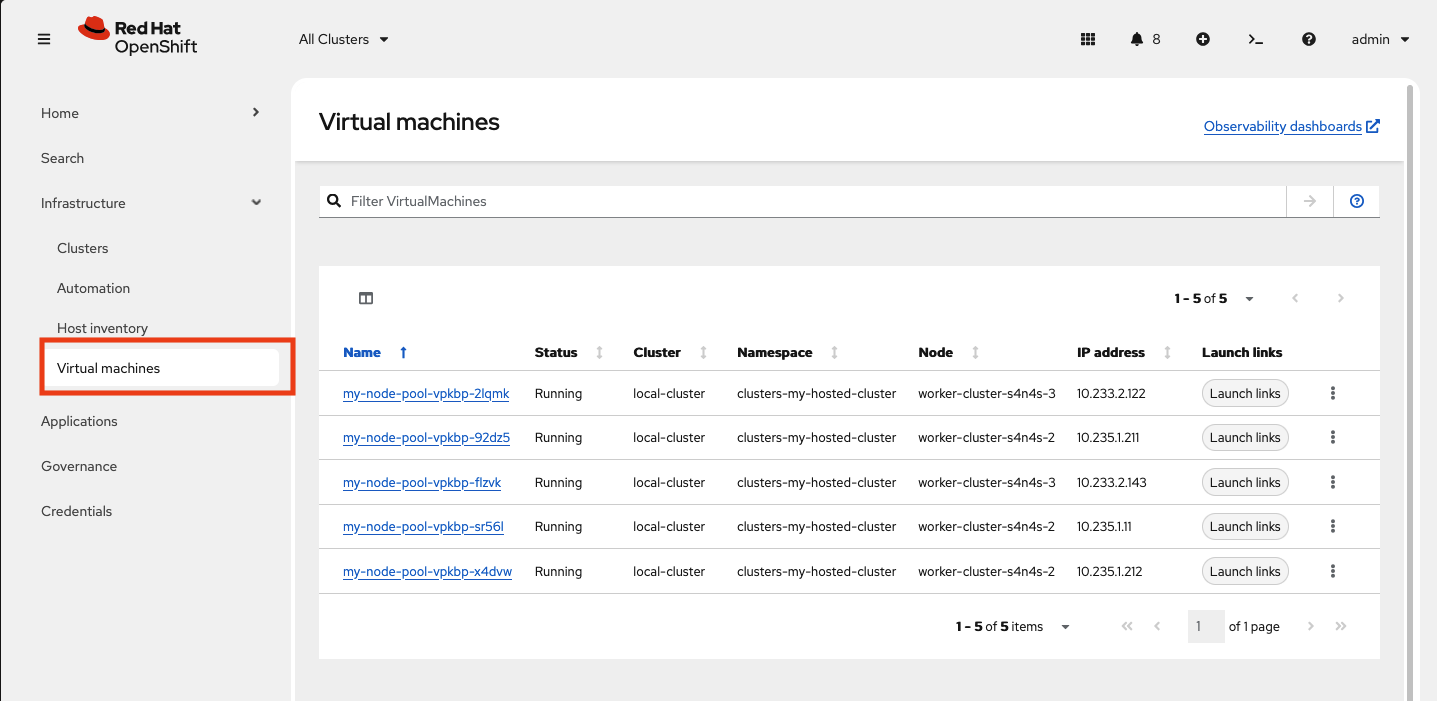 Red Hat
OpenShift
All Clusters
8
admin
Home
Search
Infrastructure
Clusters
Automation
Host inventory
Virtual machines
Applications
Governance
Credentials
Virtual machines
Observability dashboards
Filter VirtualMachines
1 - 5 of 5
Name Status Cluster Namespace Node IP address Launch links
my-node-pool-vpkbp-2lqmk Running local-cluster clusters-my-hosted-cluster worker-cluster-s4n4s-3 10.233.2.122 Launch links
my-node-pool-vpkbp-92dz5 Running local-cluster clusters-my-hosted-cluster worker-cluster-s4n4s-2 10.235.1.211 Launch links
my-node-pool-vpkbp-flzvk Running local-cluster clusters-my-hosted-cluster worker-cluster-s4n4s-3 10.233.2.143 Launch links
my-node-pool-vpkbp-sr56l Running local-cluster clusters-my-hosted-cluster worker-cluster-s4n4s-2 10.235.1.11 Launch links
my-node-pool-vpkbp-x4dvw Running local-cluster clusters-my-hosted-cluster worker-cluster-s4n4s-2 10.235.1.212 Launch links
1 - 5 of 5 items 1 of 1 page